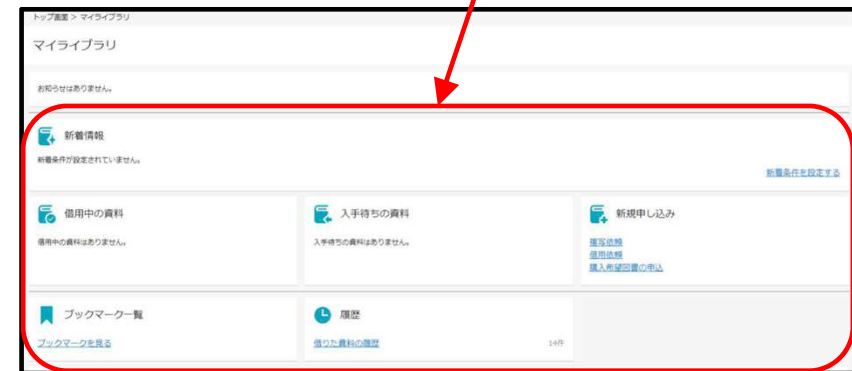 トップ画面 > マイライブラリ
マイライブラリ
お知らせはありません。
新着情報
新着条件が設定されていません。
新着条件を設定する
借用中の資料
借用中の資料はありません。
入手待ちの資料
入手待ちの資料はありません。
新規申し込み
複写依頼
借用依頼
購入希望図書の申込
ブックマーク一覧
ブックマークを見る
履歴
借りた資料の履歴
14件